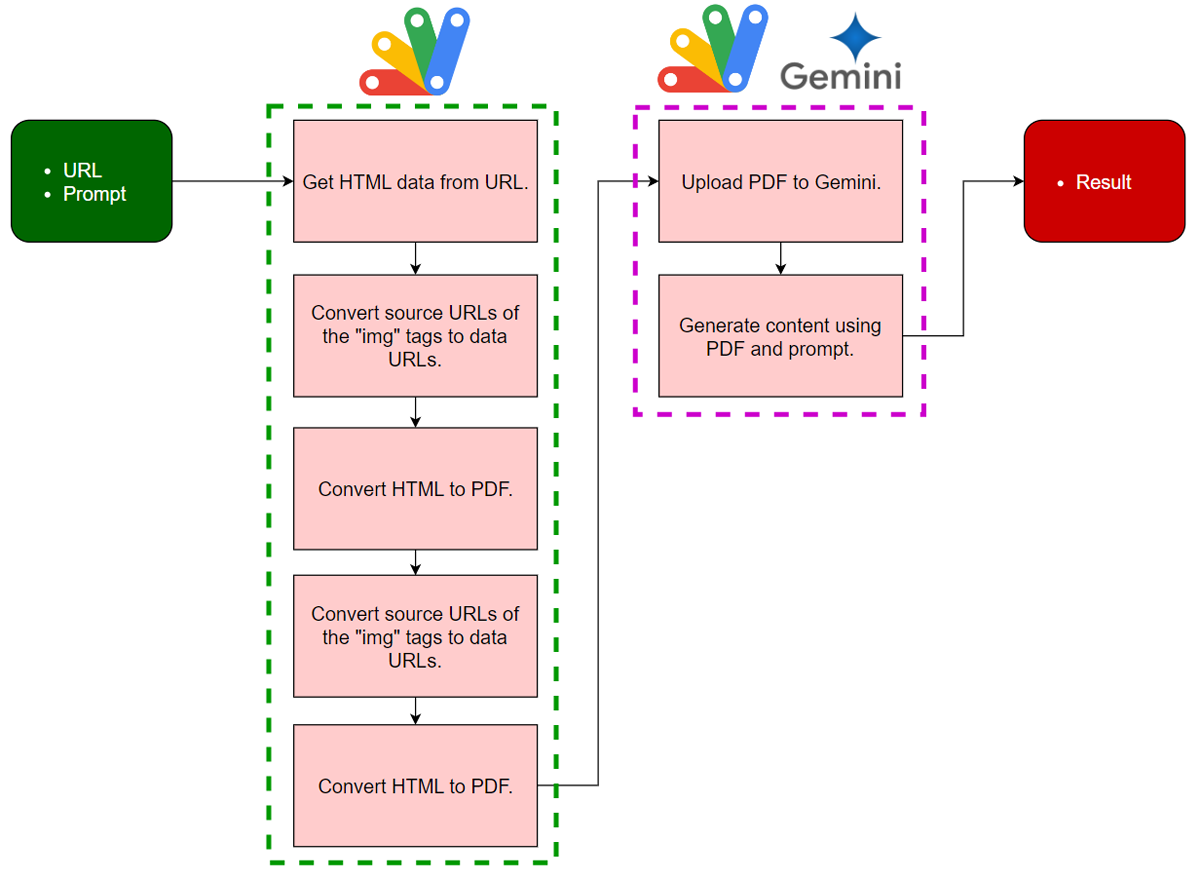 Gemini
• URL
• Prompt
Get HTML data from URL.
Convert source URLs of
the "img" tags to data
URLs.
Convert HTML to PDF.
Convert source URLs of
the "img" tags to data
URLs.
Convert HTML to PDF.
Upload PDF to Gemini.
Generate content using
PDF and prompt.
• Result